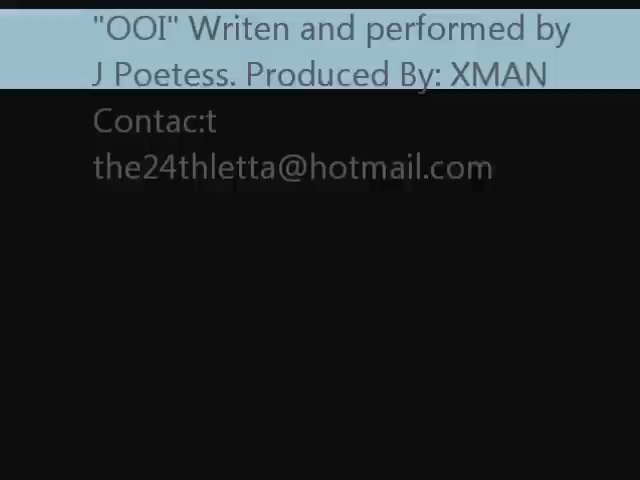 "OOI" Writen and performed by
J Poetess. Produced By: XMAN
Contac:t
the24thletta@hotmail.com